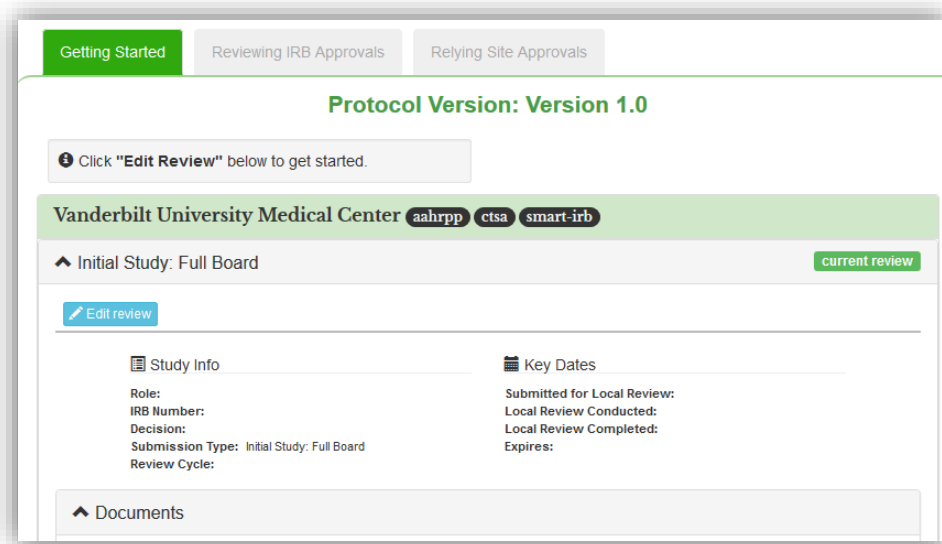 Getting Started Reviewing IRB Approvals Relying Site Approvals
Protocol Version: Version 1.0
Click "Edit Review" below to get started.
Vanderbilt University Medical Center aahrpp ctsa smart-irb
Initial Study: Full Board current review
Edit review
Study Info
Role:
IRB Number:
Decision:
Submission Type: Initial Study: Full Board
Review Cycle:
Key Dates
Submitted for Local Review:
Local Review Conducted:
Local Review Completed:
Expires:
Documents